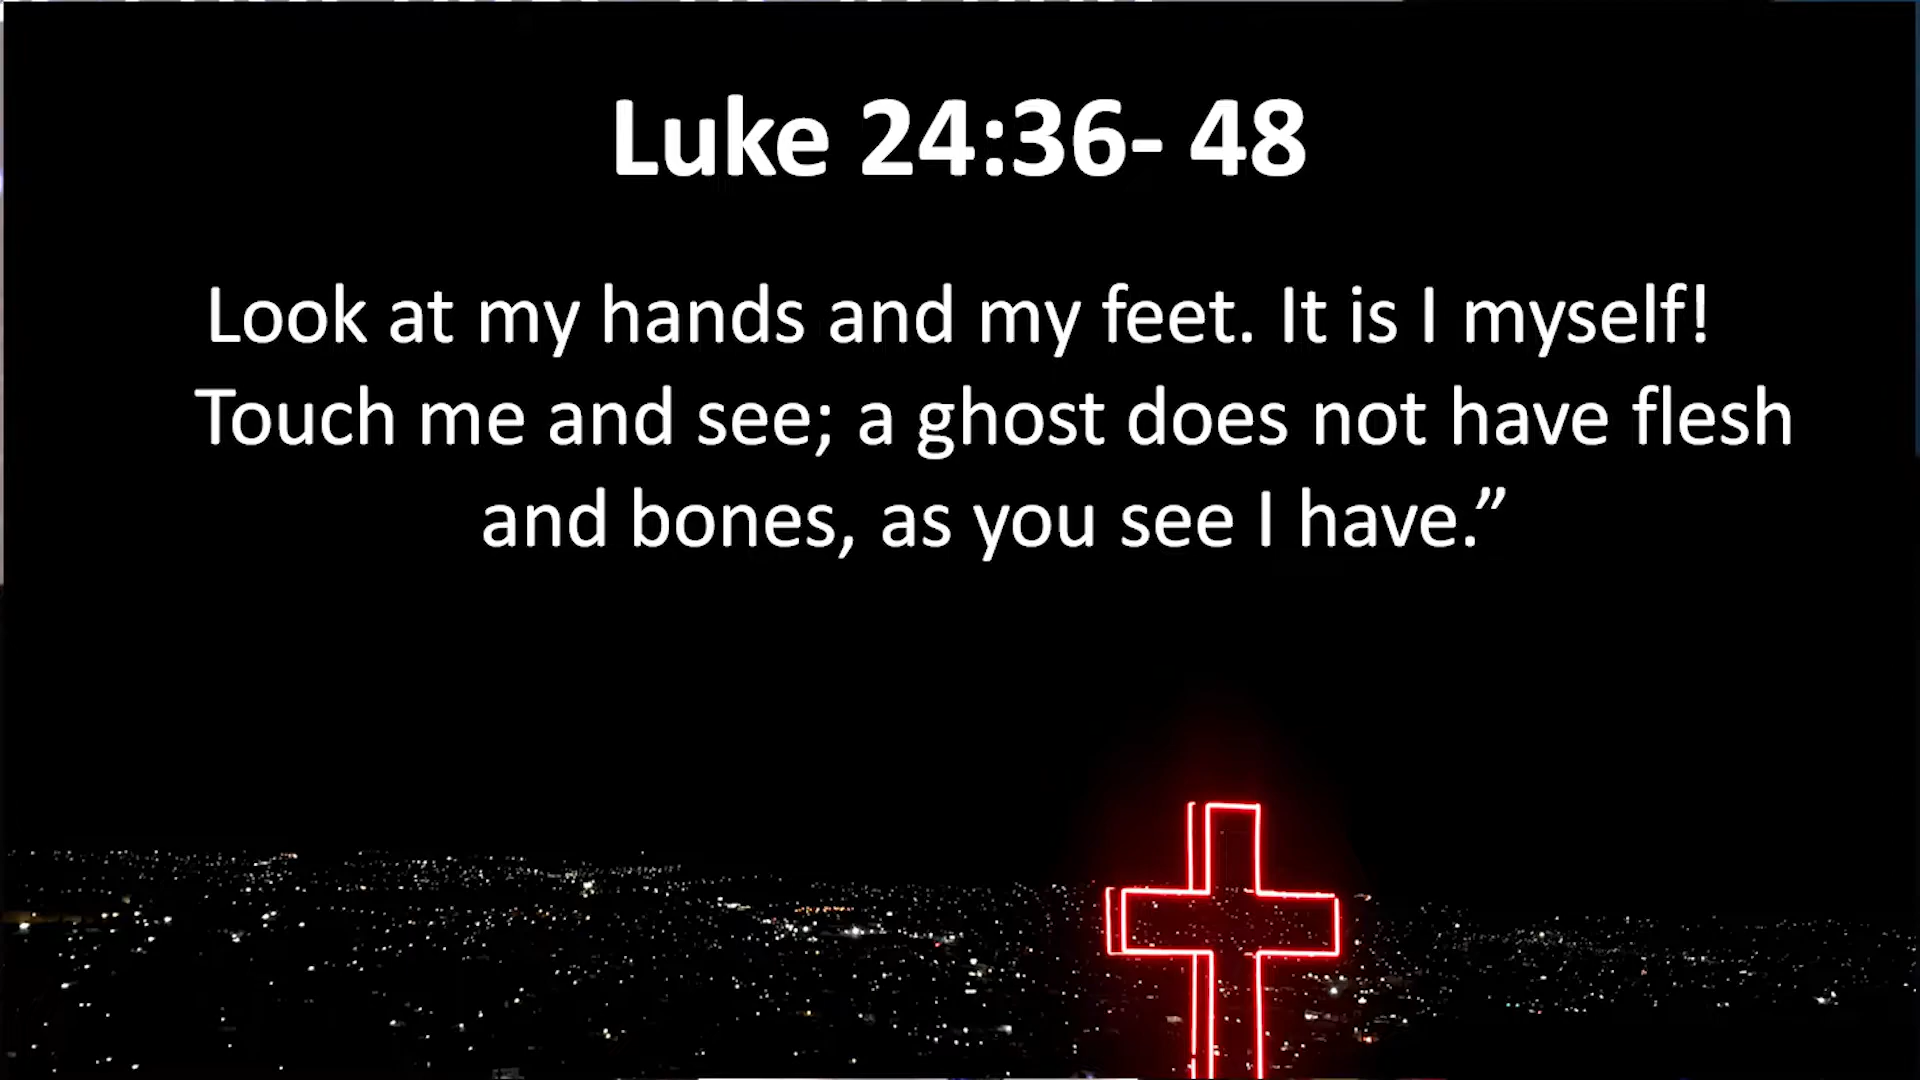 Luke 24:36- 48
Look at my hands and my feet. It is I myself!
Touch me and see; a ghost does not have flesh
and bones, as you see I have.”